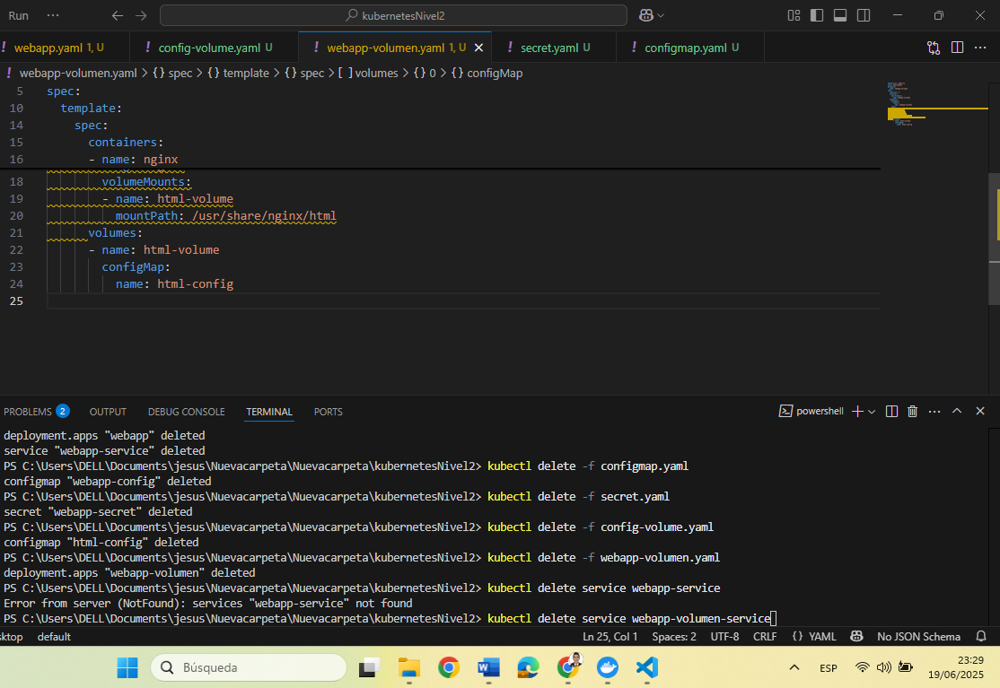 Run ··· kubernetesNivel2
webapp.yaml 1, U config-volume.yaml U webapp-volumen.yaml 1, U secret.yaml U configmap.yaml U
webapp-volumen.yaml > {} spec > {} template > {} spec > [ ] volumes > {} 0 > {} configMap
5 spec:
10 template:
14 spec:
15 containers:
16 - name: nginx
18 volumeMounts:
19 - name: html-volume
20 mountPath: /usr/share/nginx/html
21 volumes:
22 - name: html-volume
23 configMap:
24 name: html-config
25
PROBLEMS 2 OUTPUT DEBUG CONSOLE TERMINAL PORTS powershell
deployment.apps "webapp" deleted
service "webapp-service" deleted
PS C:\Users\DELL\Documents\jesus\Nuevacarpeta\Nuevacarpeta\kubernetesNivel2> kubectl delete -f configmap.yaml
configmap "webapp-config" deleted
PS C:\Users\DELL\Documents\jesus\Nuevacarpeta\Nuevacarpeta\kubernetesNivel2> kubectl delete -f secret.yaml
secret "webapp-secret" deleted
PS C:\Users\DELL\Documents\jesus\Nuevacarpeta\Nuevacarpeta\kubernetesNivel2> kubectl delete -f config-volume.yaml
configmap "html-config" deleted
PS C:\Users\DELL\Documents\jesus\Nuevacarpeta\Nuevacarpeta\kubernetesNivel2> kubectl delete -f webapp-volumen.yaml
deployment.apps "webapp-volumen" deleted
PS C:\Users\DELL\Documents\jesus\Nuevacarpeta\Nuevacarpeta\kubernetesNivel2> kubectl delete service webapp-service
Error from server (NotFound): services "webapp-service" not found
PS C:\Users\DELL\Documents\jesus\Nuevacarpeta\Nuevacarpeta\kubernetesNivel2> kubectl delete service webapp-volumen-service
sktop default Ln 25, Col 1 Spaces: 2 UTF-8 CRLF {} YAML No JSON Schema
Búsqueda ESP 23:29
19/06/2025